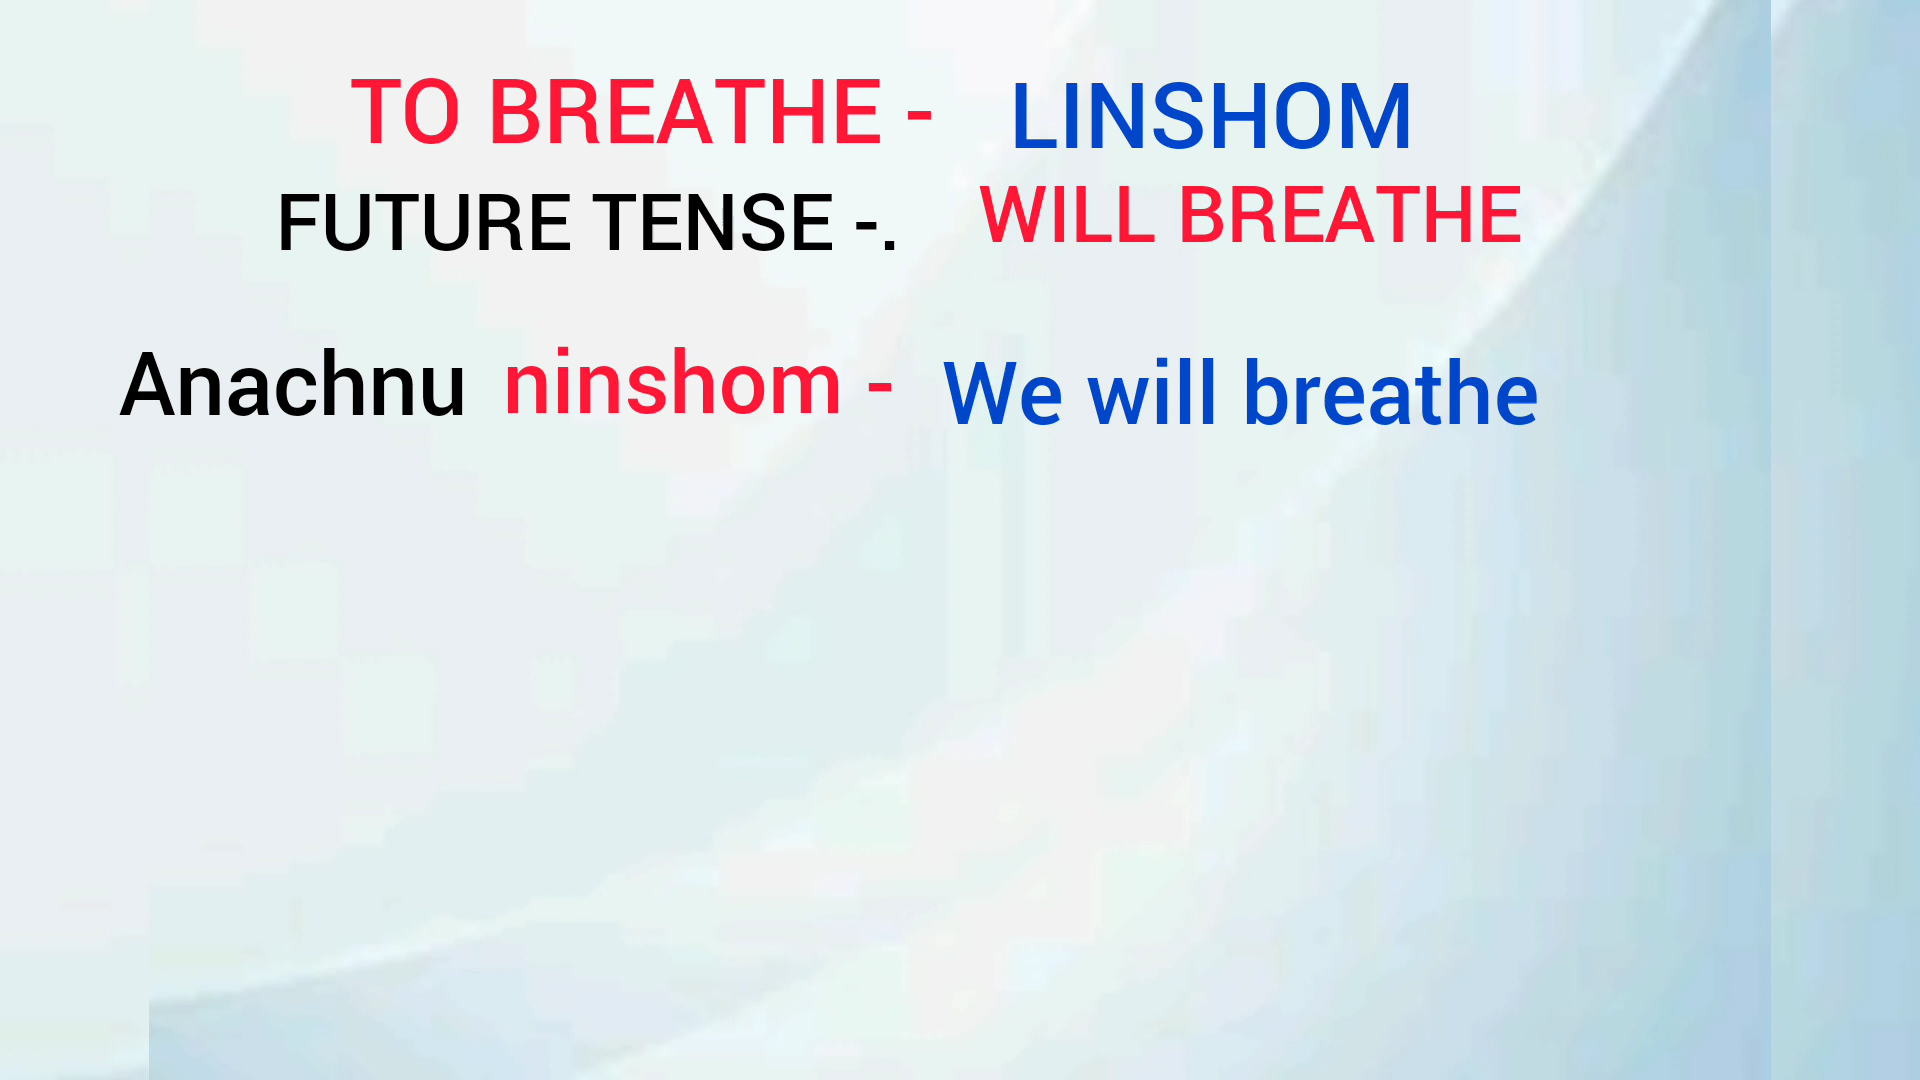 TO BREATHE - LINSHOM
FUTURE TENSE -. WILL BREATHE
Anachnu ninshom - We will breathe